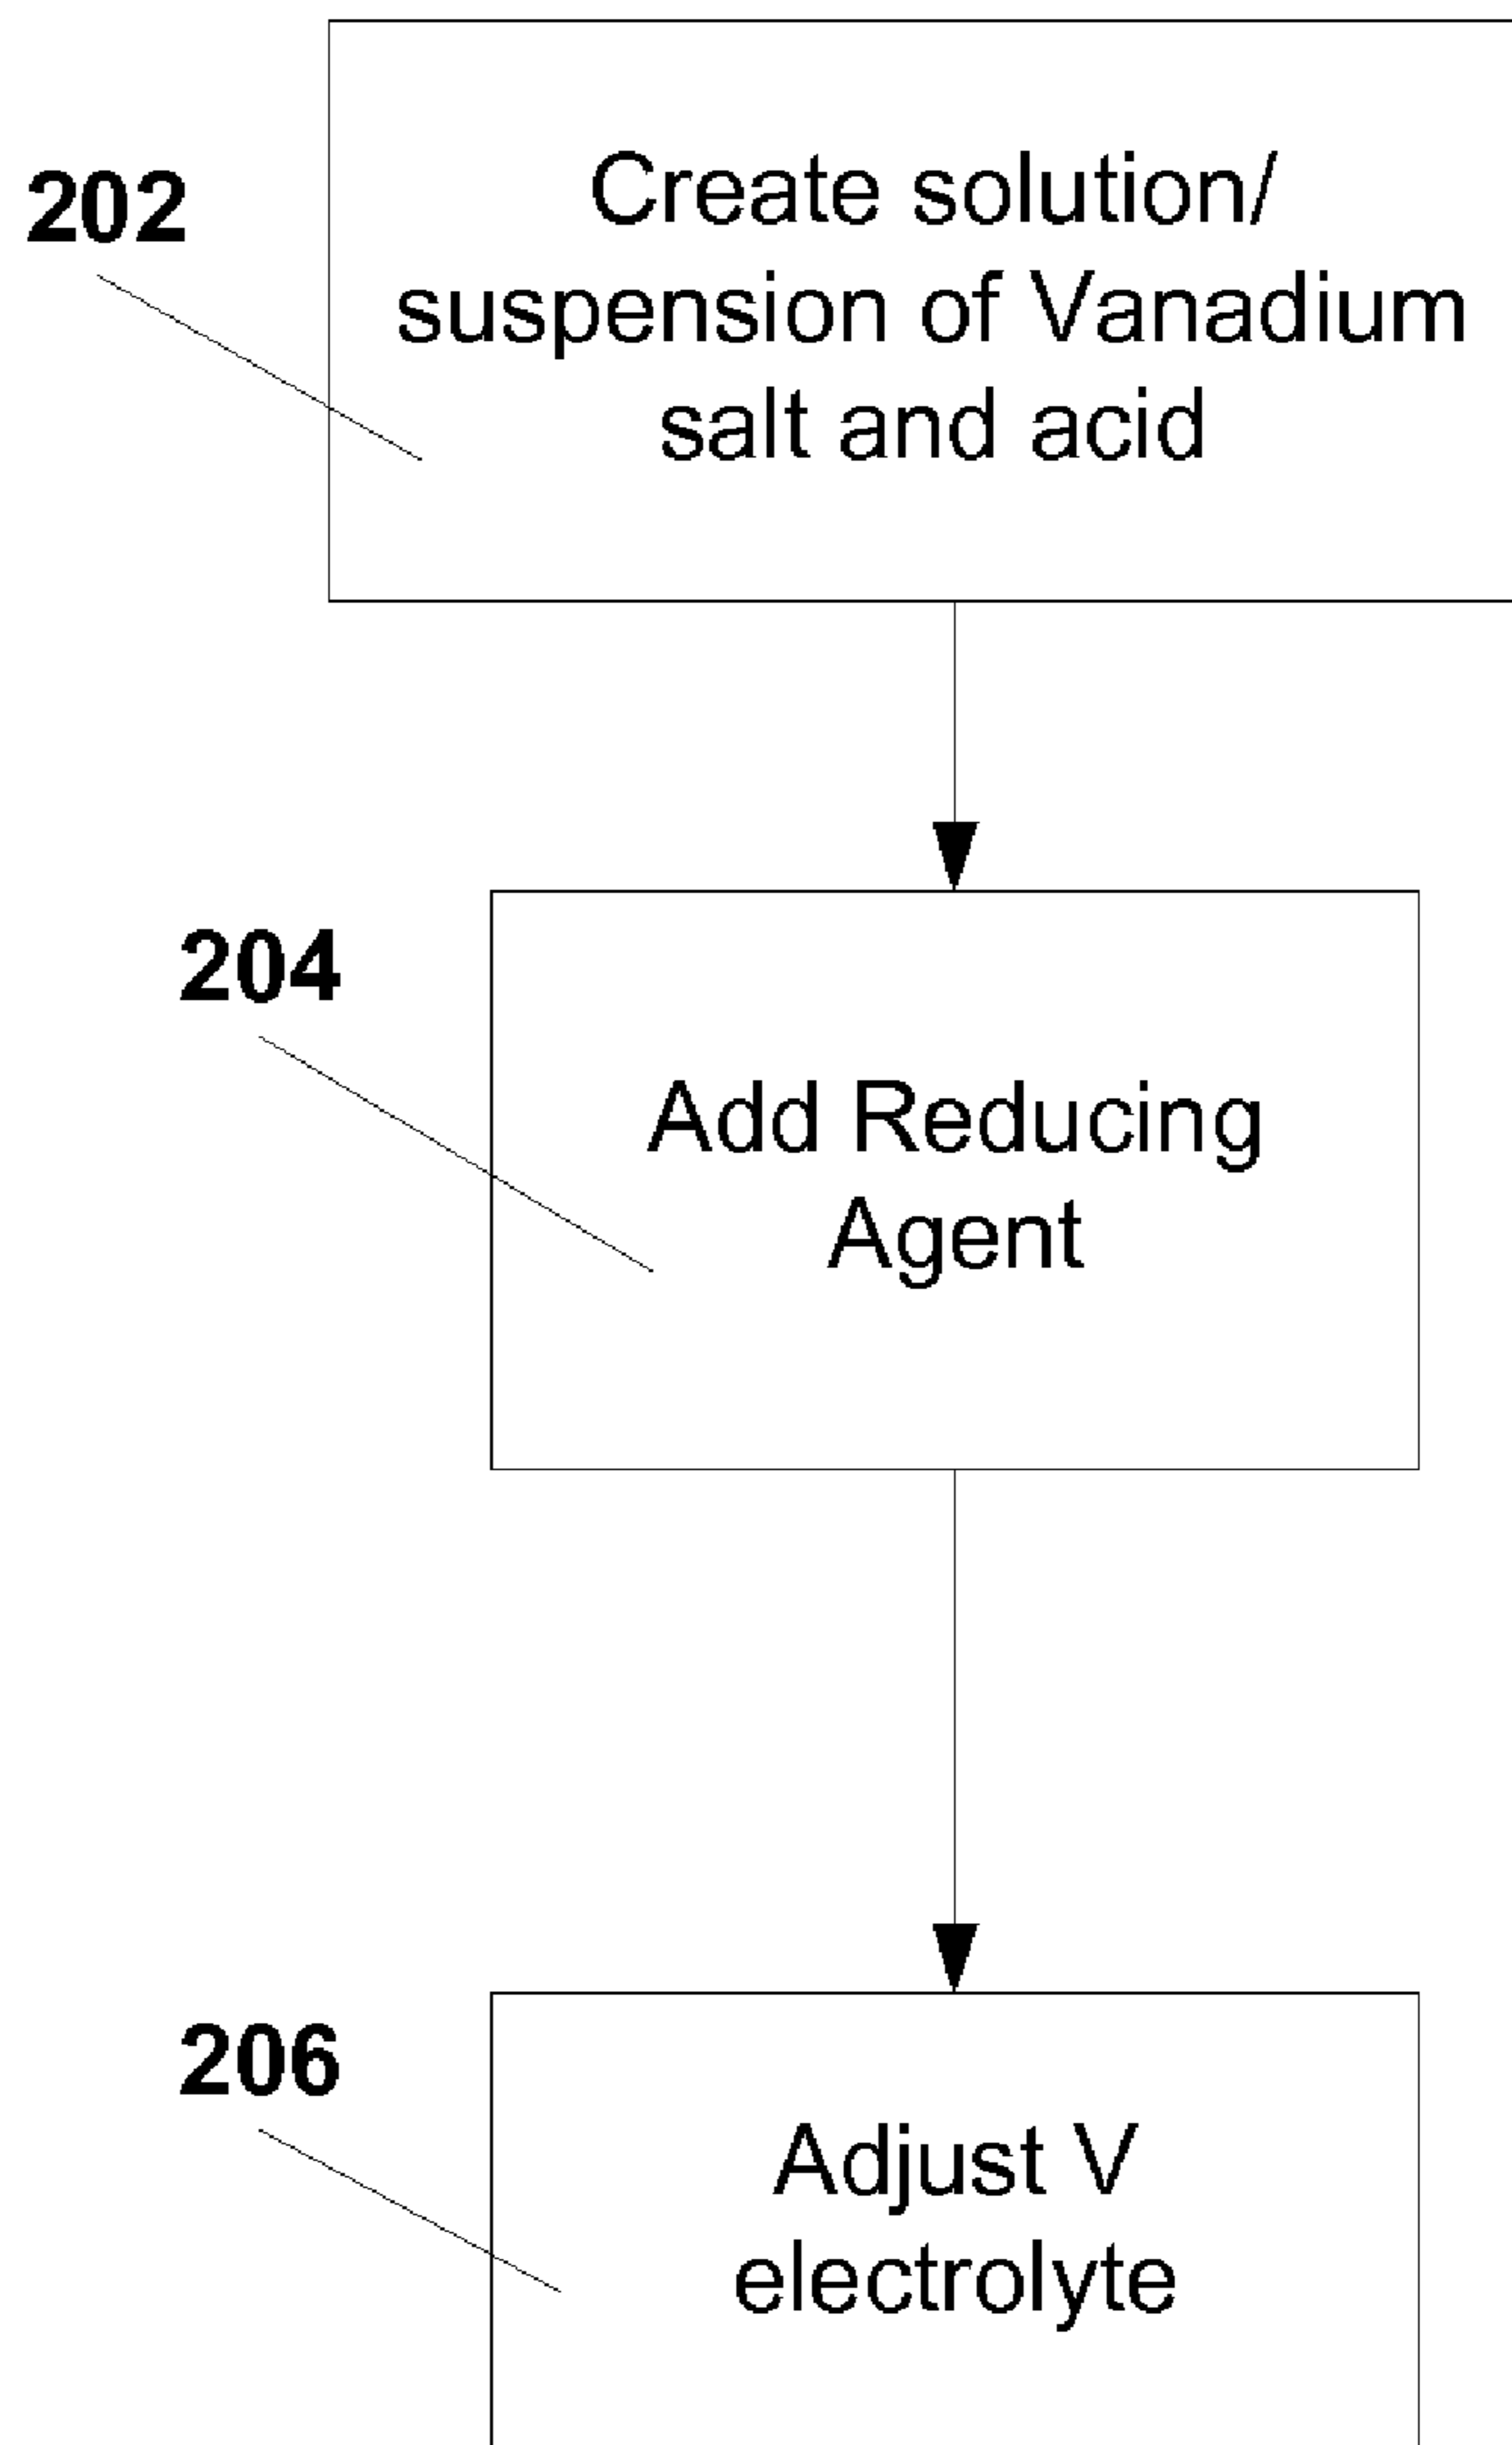 202
Create solution/
suspension of Vanadium
salt and acid
204
Add Reducing
Agent
206
Adjust V
electrolyte